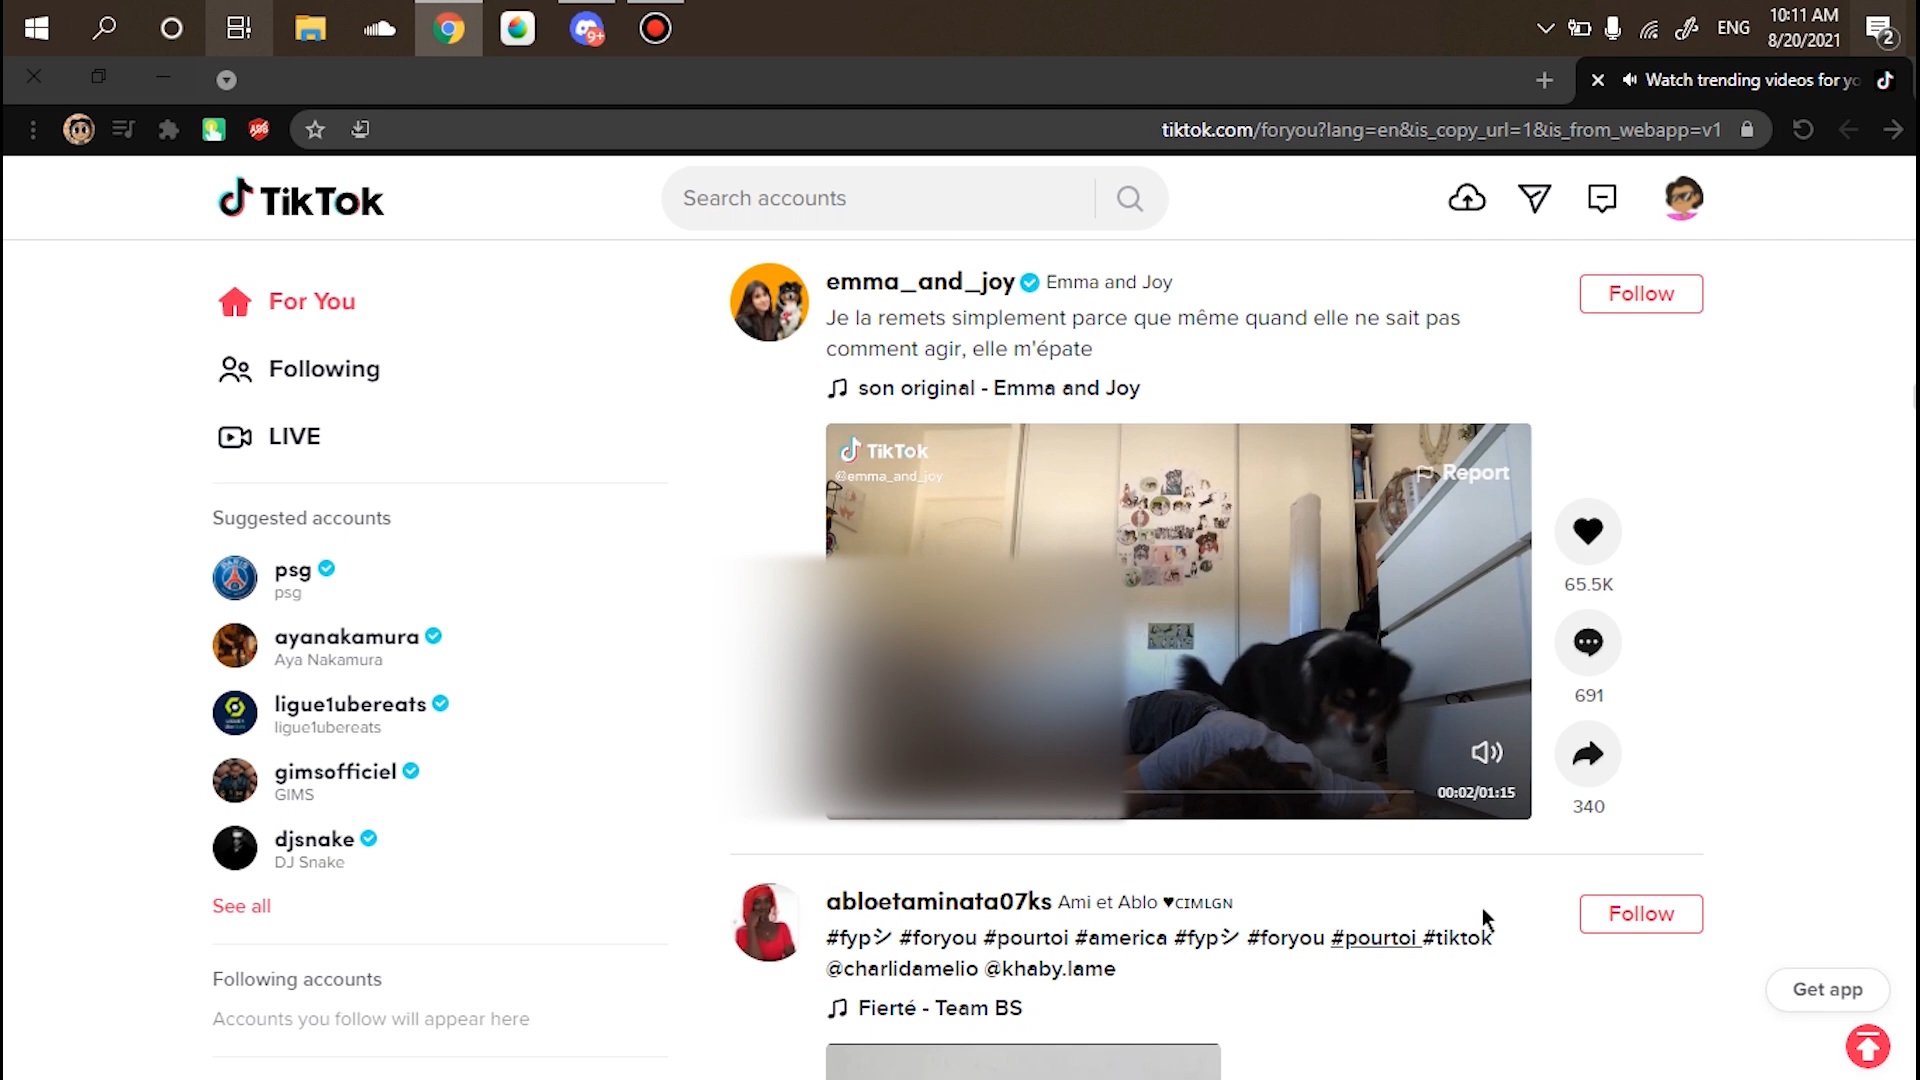 ENG
10:11 AM
8/20/2021
2
9+
Watch trending videos for yo
ABP
tiktok.com/foryou?lang=en&is_copy_url=1&is_from_webapp=v1
TikTok
Search accounts
For You
Following
LIVE
Suggested accounts
psg
psg
ayanakamura
Aya Nakamura
ligue1ubereats
ligue1ubereats
gimsofficiel
GIMS
djsnake
DJ Snake
See all
Following accounts
Accounts you follow will appear here
emma_and_joy Emma and Joy
Follow
Je la remets simplement parce que même quand elle ne sait pas
comment agir, elle m'épate
son original - Emma and Joy
TikTok
@emma_and_joy
Report
00:02/01:15
65.5K
691
340
abloetaminata07ks Ami et Ablo ♥ᴄɪᴍʟɢɴ
Follow
#fypシ #foryou #pourtoi #america #fypシ #foryou #pourtoi #tiktok
@charlidamelio @khaby.lame
Fierté - Team BS
Get app